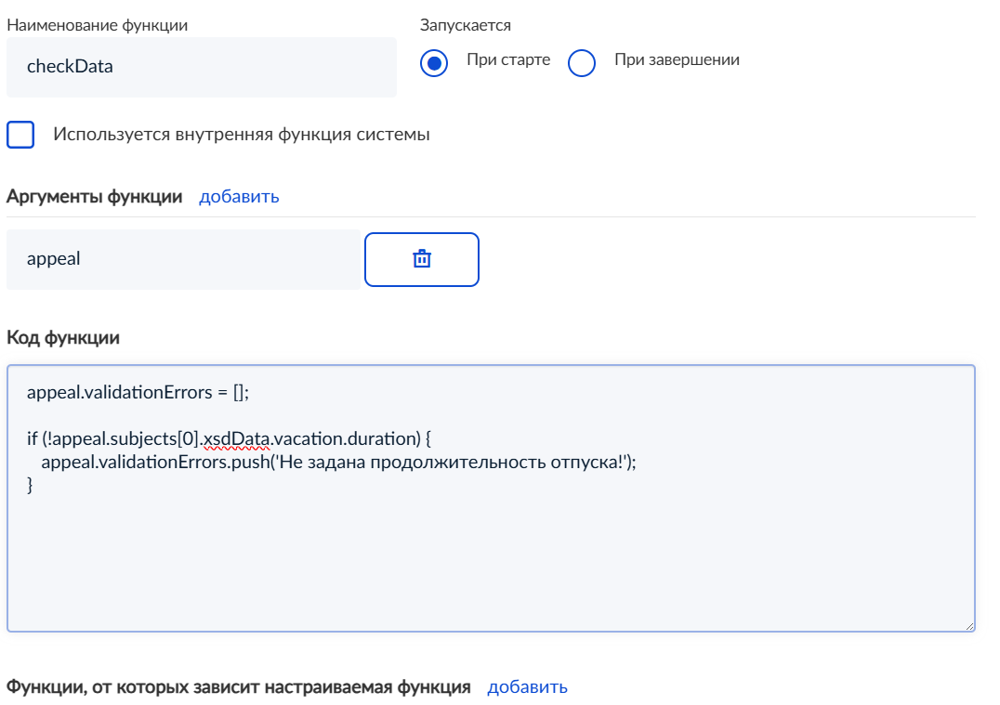 Наименование функции
Запускается
checkData
При старте
При завершении
Используется внутренняя функция системы
Аргументы функции добавить
appeal
Код функции
appeal.validationErrors = [];
if (!appeal.subjects[0].xsdData.vacation.duration) {
appeal.validationErrors.push('Не задана продолжительность отпуска!');
}
Функции, от которых зависит настраиваемая функция добавить